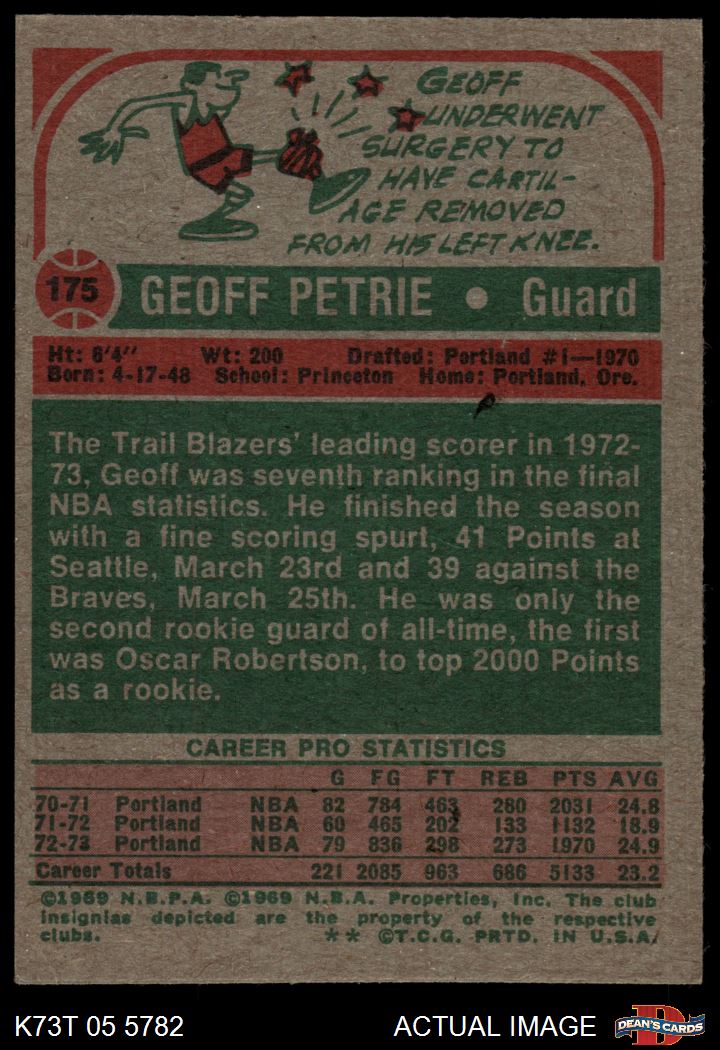 GEOFF
UNDERWENT
SURGERY TO
HAVE CARTIL-
AGE REMOVED
FROM HIS LEFT KNEE.
175 GEOFF PETRIE • Guard
Ht: 6'4" Wt: 200 Drafted: Portland #1—1970
Born: 4-17-48 School: Princeton Home: Portland, Ore.
The Trail Blazers' leading scorer in 1972-
73, Geoff was seventh ranking in the final
NBA statistics. He finished the season
with a fine scoring spurt, 41 Points at
Seattle, March 23rd and 39 against the
Braves, March 25th. He was only the
second rookie guard of all-time, the first
was Oscar Robertson, to top 2000 Points
as a rookie.
CAREER PRO STATISTICS
G FG FT REB PTS AVG
70-71 Portland NBA 82 784 463 280 2031 24.8
71-72 Portland NBA 60 465 202 133 1132 18.9
72-73 Portland NBA 79 836 298 273 1970 24.9
Career Totals 221 2085 963 686 5133 23.2
©1969 N.B.P.A. ©1969 N.B.A. Properties, Inc. The club
insignias depicted are the property of the respective
clubs. ** ©T.C.G. PRTD. IN U.S.A.
K73T 05 5782 ACTUAL IMAGE DEAN'S CARDS